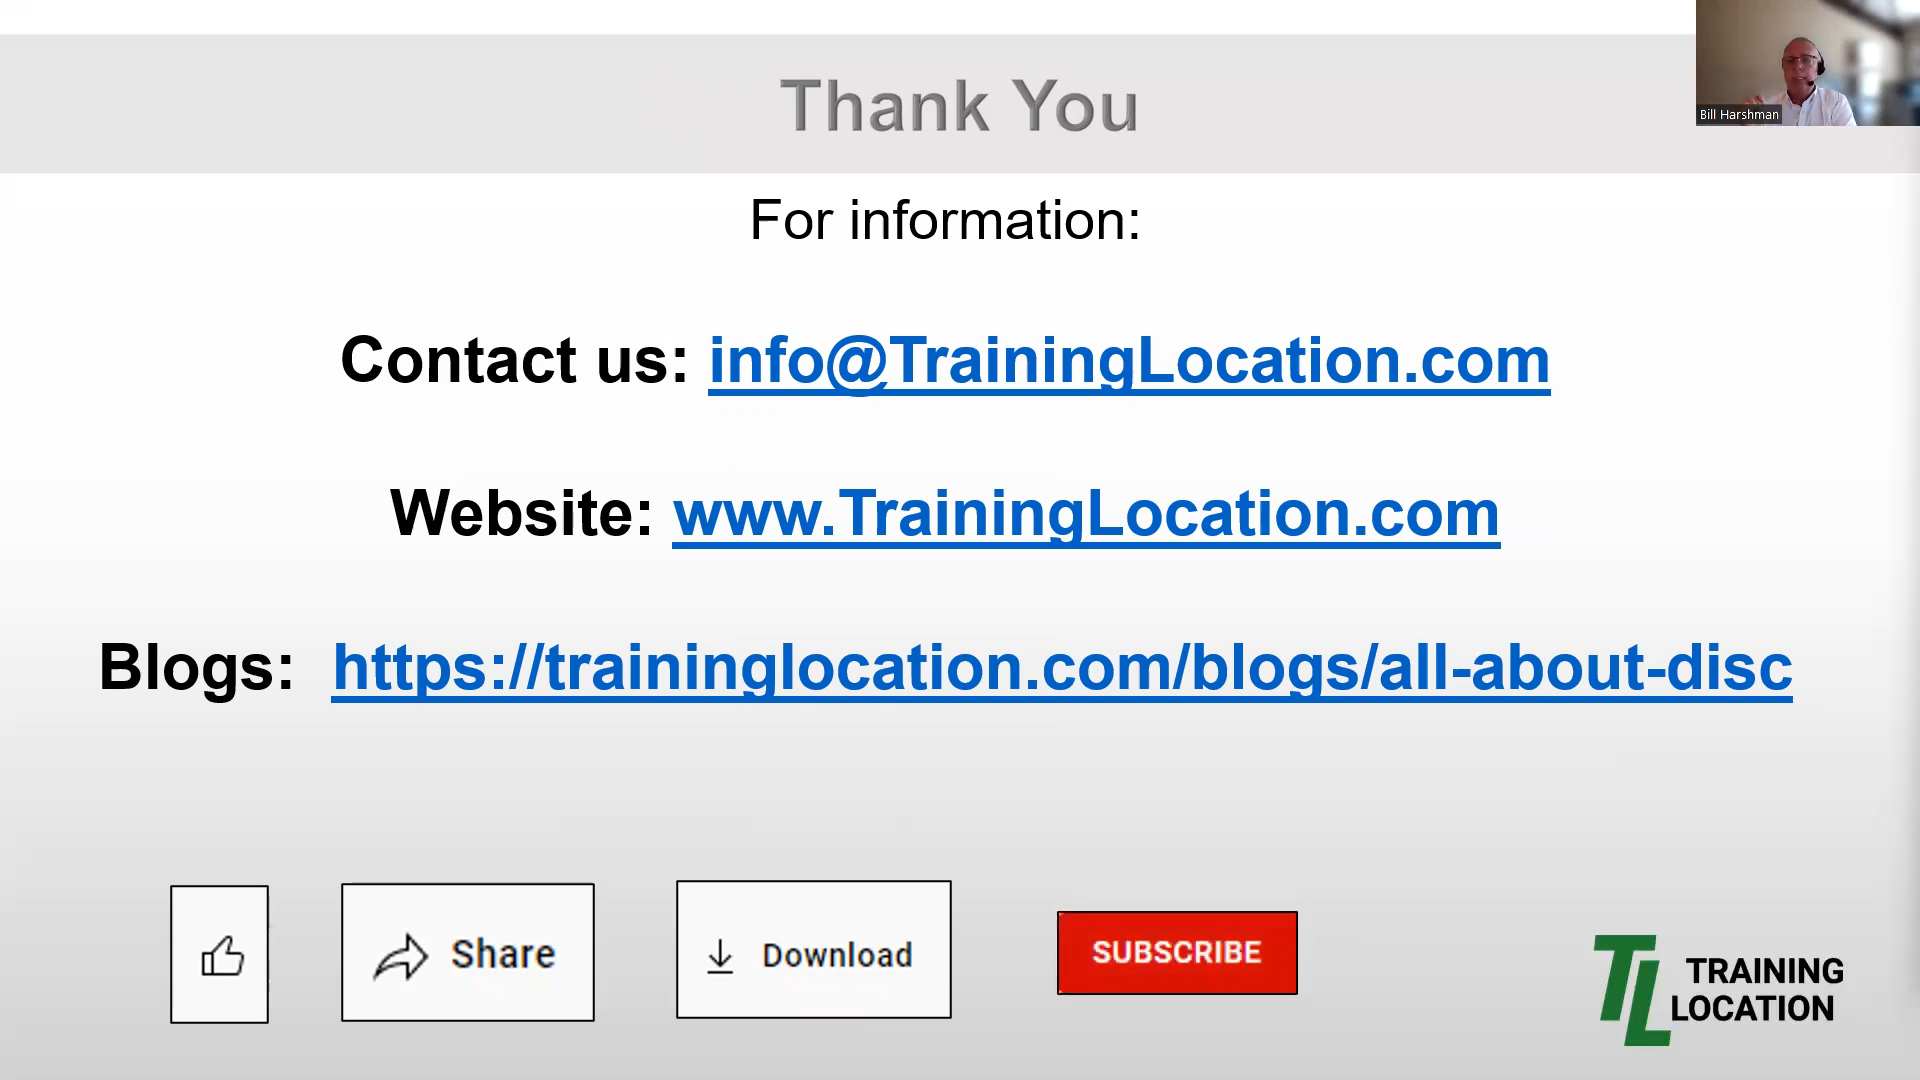 Thank You
Bill Harshman
For information:
Contact us: info@TrainingLocation.com
Website: www.TrainingLocation.com
Blogs: https://traininglocation.com/blogs/all-about-disc
Share
Download
SUBSCRIBE
TL TRAINING
LOCATION